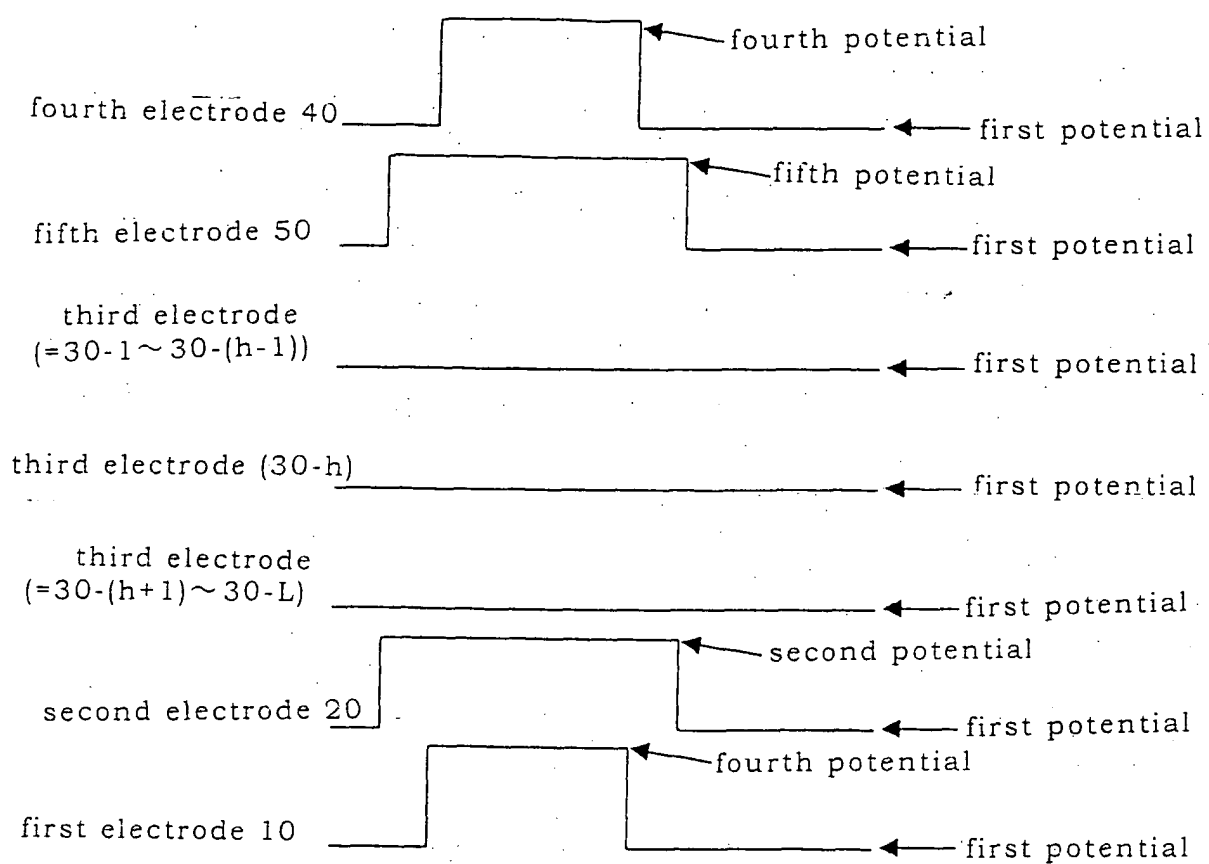 fourth potential
fourth electrode 40
first potential
fifth potential
fifth electrode 50
first potential
third electrode
(=30-1～30-(h-1))
first potential
third electrode (30-h)
first potential
third electrode
(=30-(h+1)～30-L)
first potential
second potential
second electrode 20
first potential
fourth potential
first electrode 10
first potential